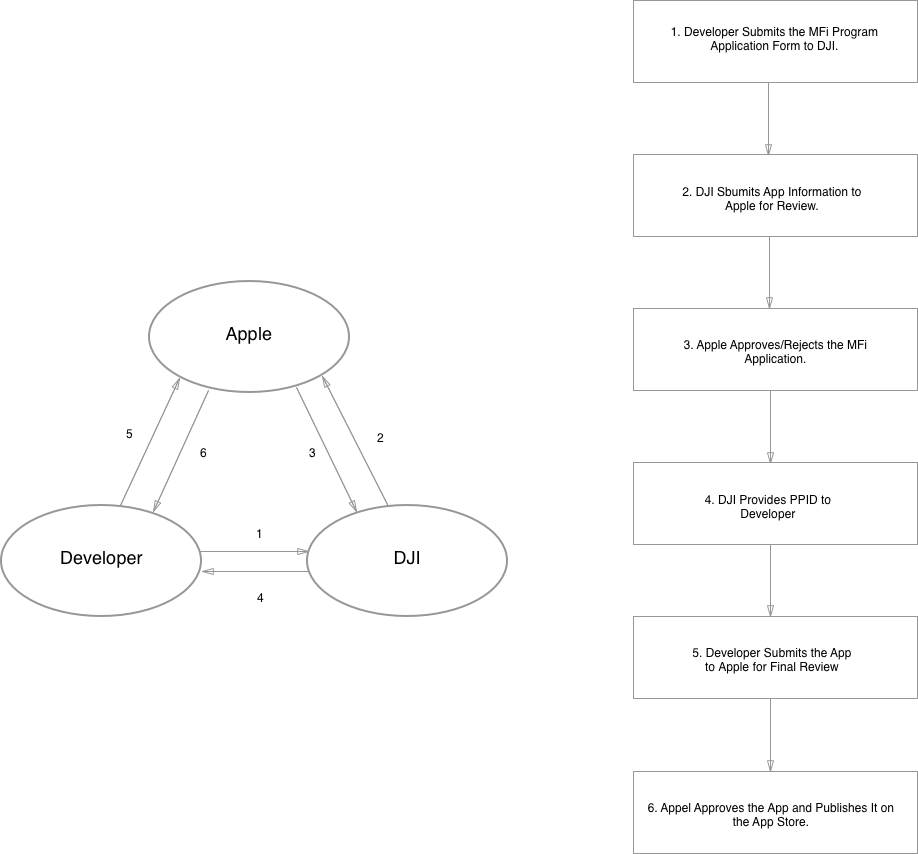 Apple
5
6
3
2
Developer
1
DJI
4
1. Developer Submits the MFi Program
Application Form to DJI.
2. DJI Sbumits App Information to
Apple for Review.
3. Apple Approves/Rejects the MFi
Application.
4. DJI Provides PPID to
Developer
5. Developer Submits the App
to Apple for Final Review
6. Appel Approves the App and Publishes It on
the App Store.